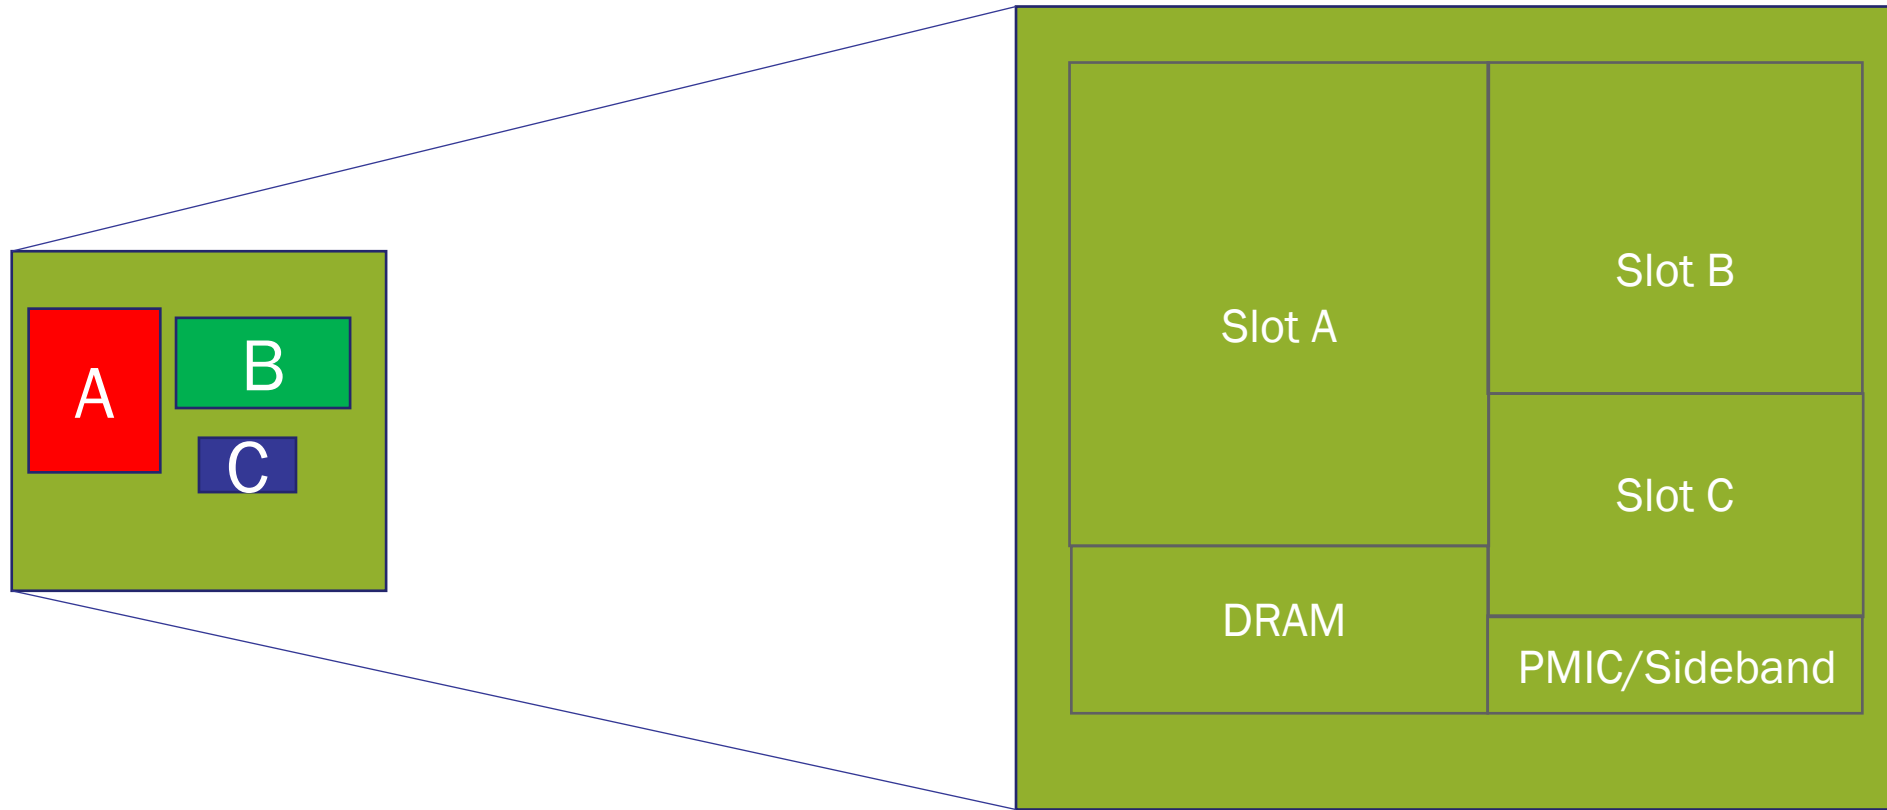 A
B
C
Slot A
Slot B
Slot C
DRAM
PMIC/Sideband